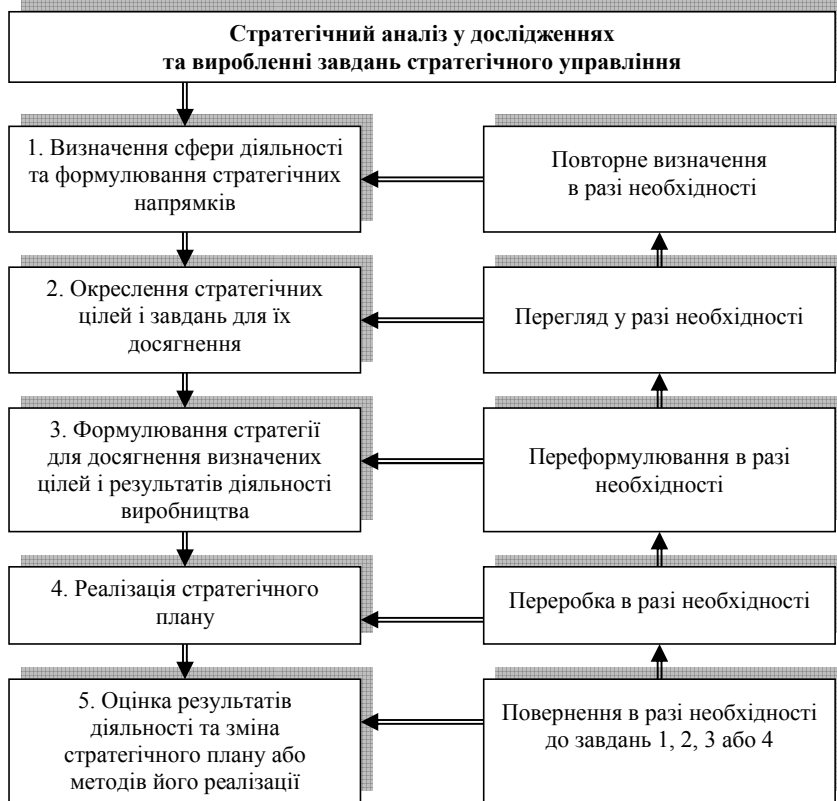 Стратегічний аналіз у дослідженнях
та виробленні завдань стратегічного управління
1. Визначення сфери діяльності
та формулювання стратегічних
напрямків
Повторне визначення
в разі необхідності
2. Окреслення стратегічних
цілей і завдань для їх
досягнення
Перегляд у разі необхідності
3. Формулювання стратегії
для досягнення визначених
цілей і результатів діяльності
виробництва
Переформулювання в разі
необхідності
4. Реалізація стратегічного
плану
Переробка в разі необхідності
5. Оцінка результатів
діяльності та зміна
стратегічного плану або
методів його реалізації
Повернення в разі необхідності
до завдань 1, 2, 3 або 4